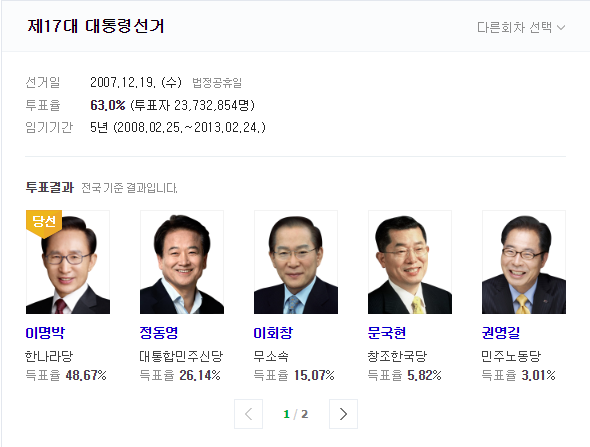 제17대 대통령선거
다른회차 선택
선거일 2007.12.19. (수) 법정공휴일
투표율 63.0% (투표자 23,732,854명)
임기기간 5년 (2008.02.25.~2013.02.24.)
투표결과 전국 기준 결과입니다.
당선
이명박 정동영 이회창 문국현 권영길
한나라당 대통합민주신당 무소속 창조한국당 민주노동당
득표율 48.67% 득표율 26.14% 득표율 15.07% 득표율 5.82% 득표율 3.01%
1 / 2